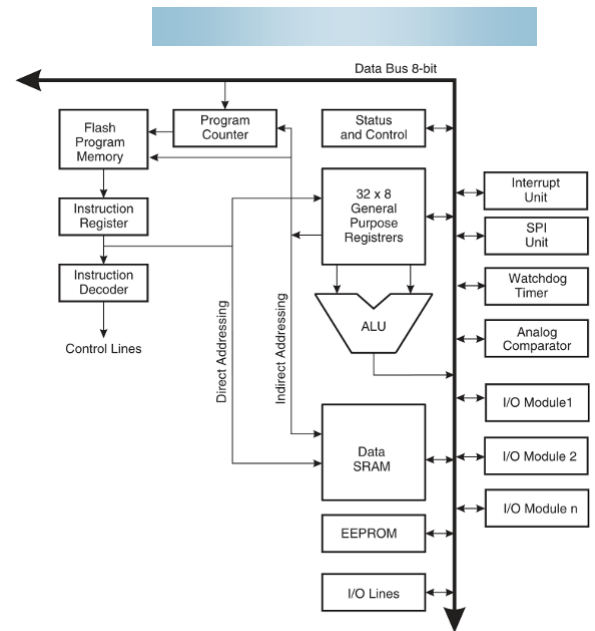 Data Bus 8-bit
Flash
Program
Memory
Program
Counter
Status
and Control
Instruction
Register
Instruction
Decoder
Control Lines
32 x 8
General
Purpose
Registrers
ALU
Direct Addressing
Indirect Addressing
Data
SRAM
EEPROM
I/O Lines
Interrupt
Unit
SPI
Unit
Watchdog
Timer
Analog
Comparator
I/O Module1
I/O Module 2
I/O Module n